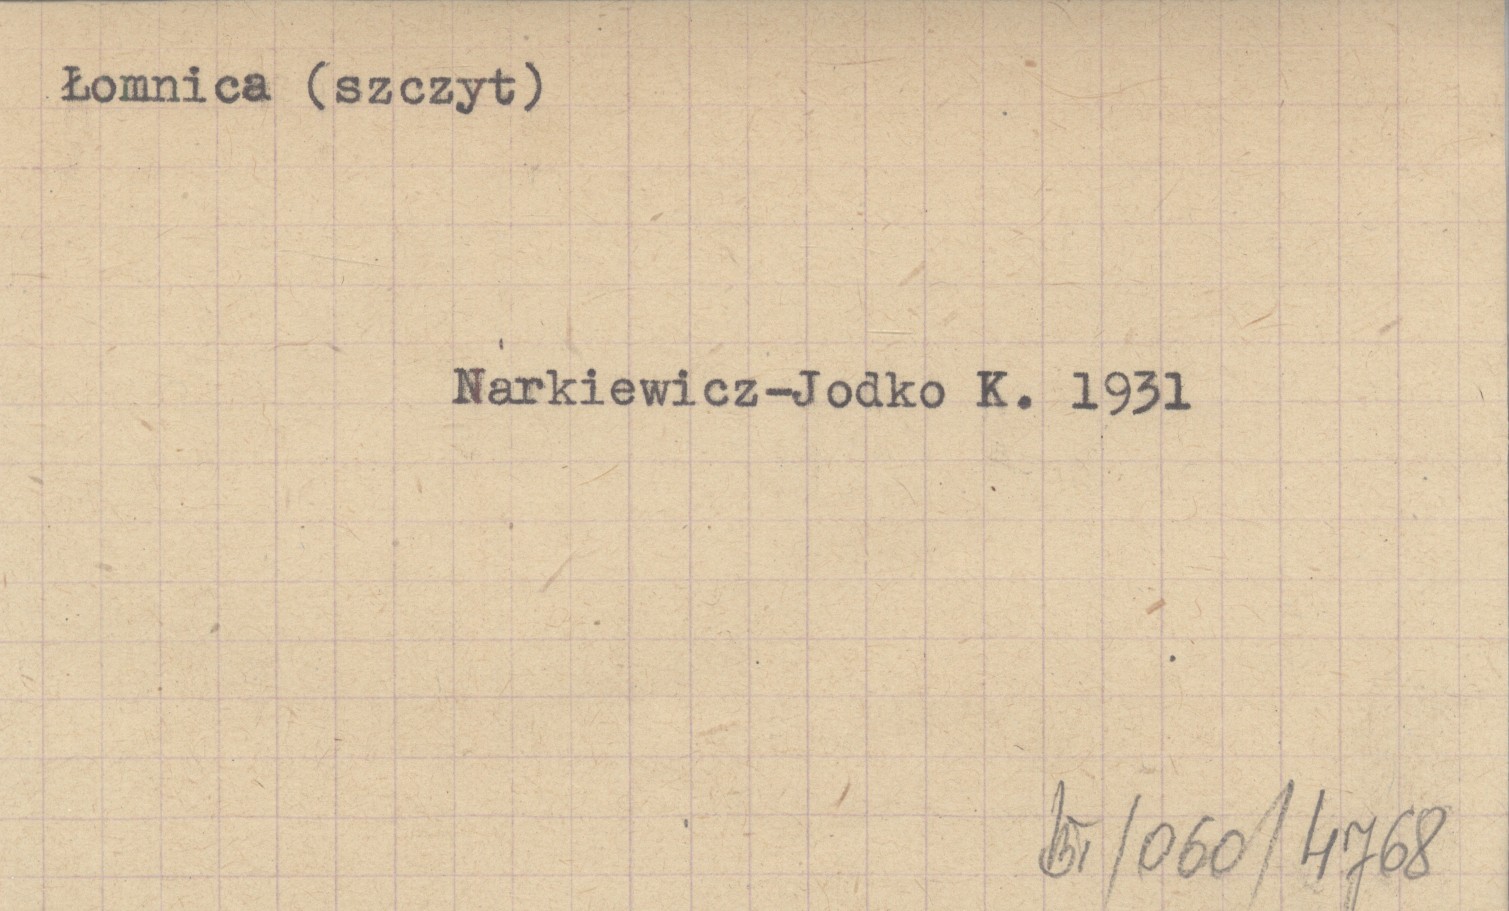 Łomnica (szczyt)
Narkiewicz-Jodko K. 1931
/060/4768